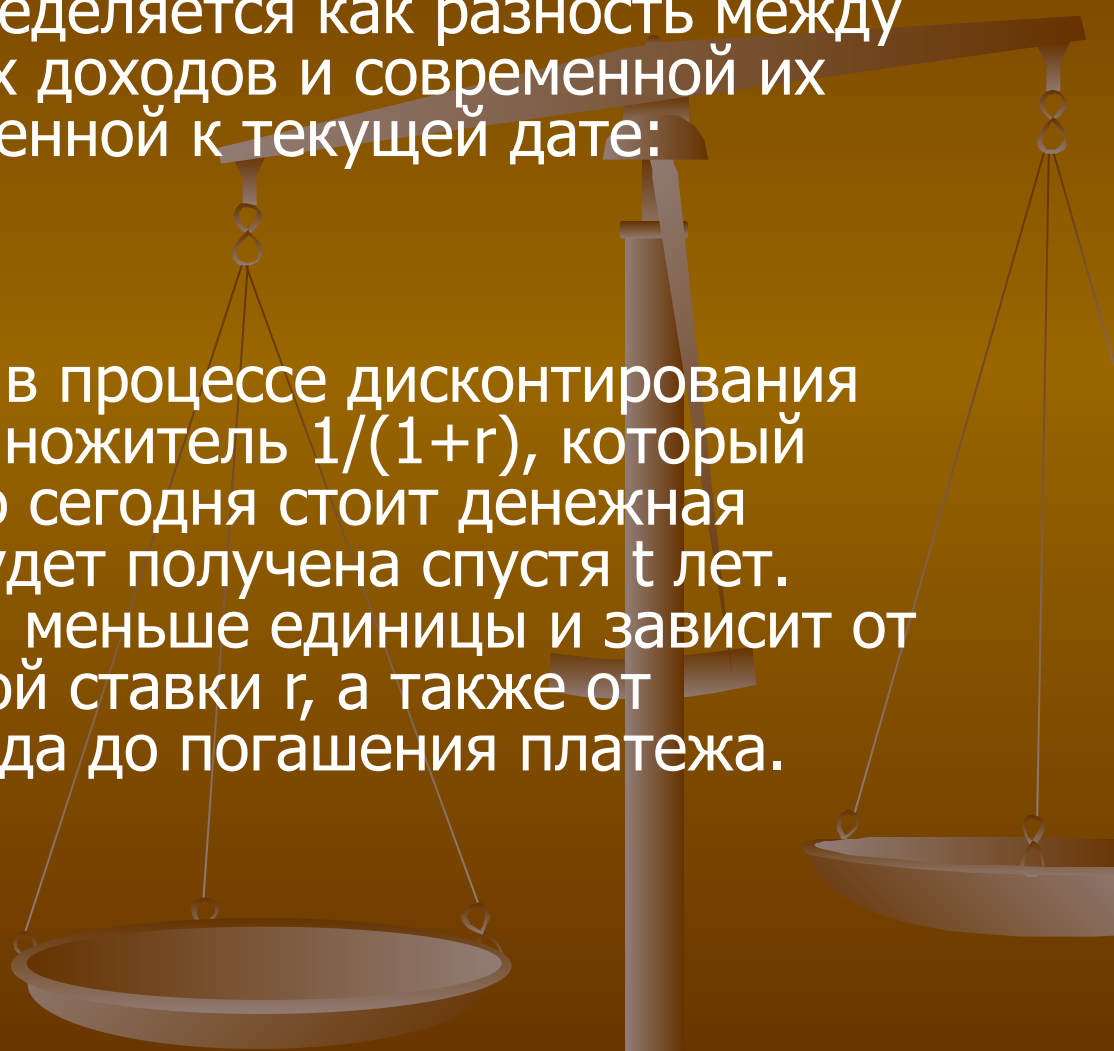 еделяется как разность между
х доходов и современной их
енной к текущей дате:
в процессе дисконтирования
ножитель 1/(1+r), который
о сегодня стоит денежная
удет получена спустя t лет.
меньше единицы и зависит от
ой ставки r, а также от
да до погашения платежа.